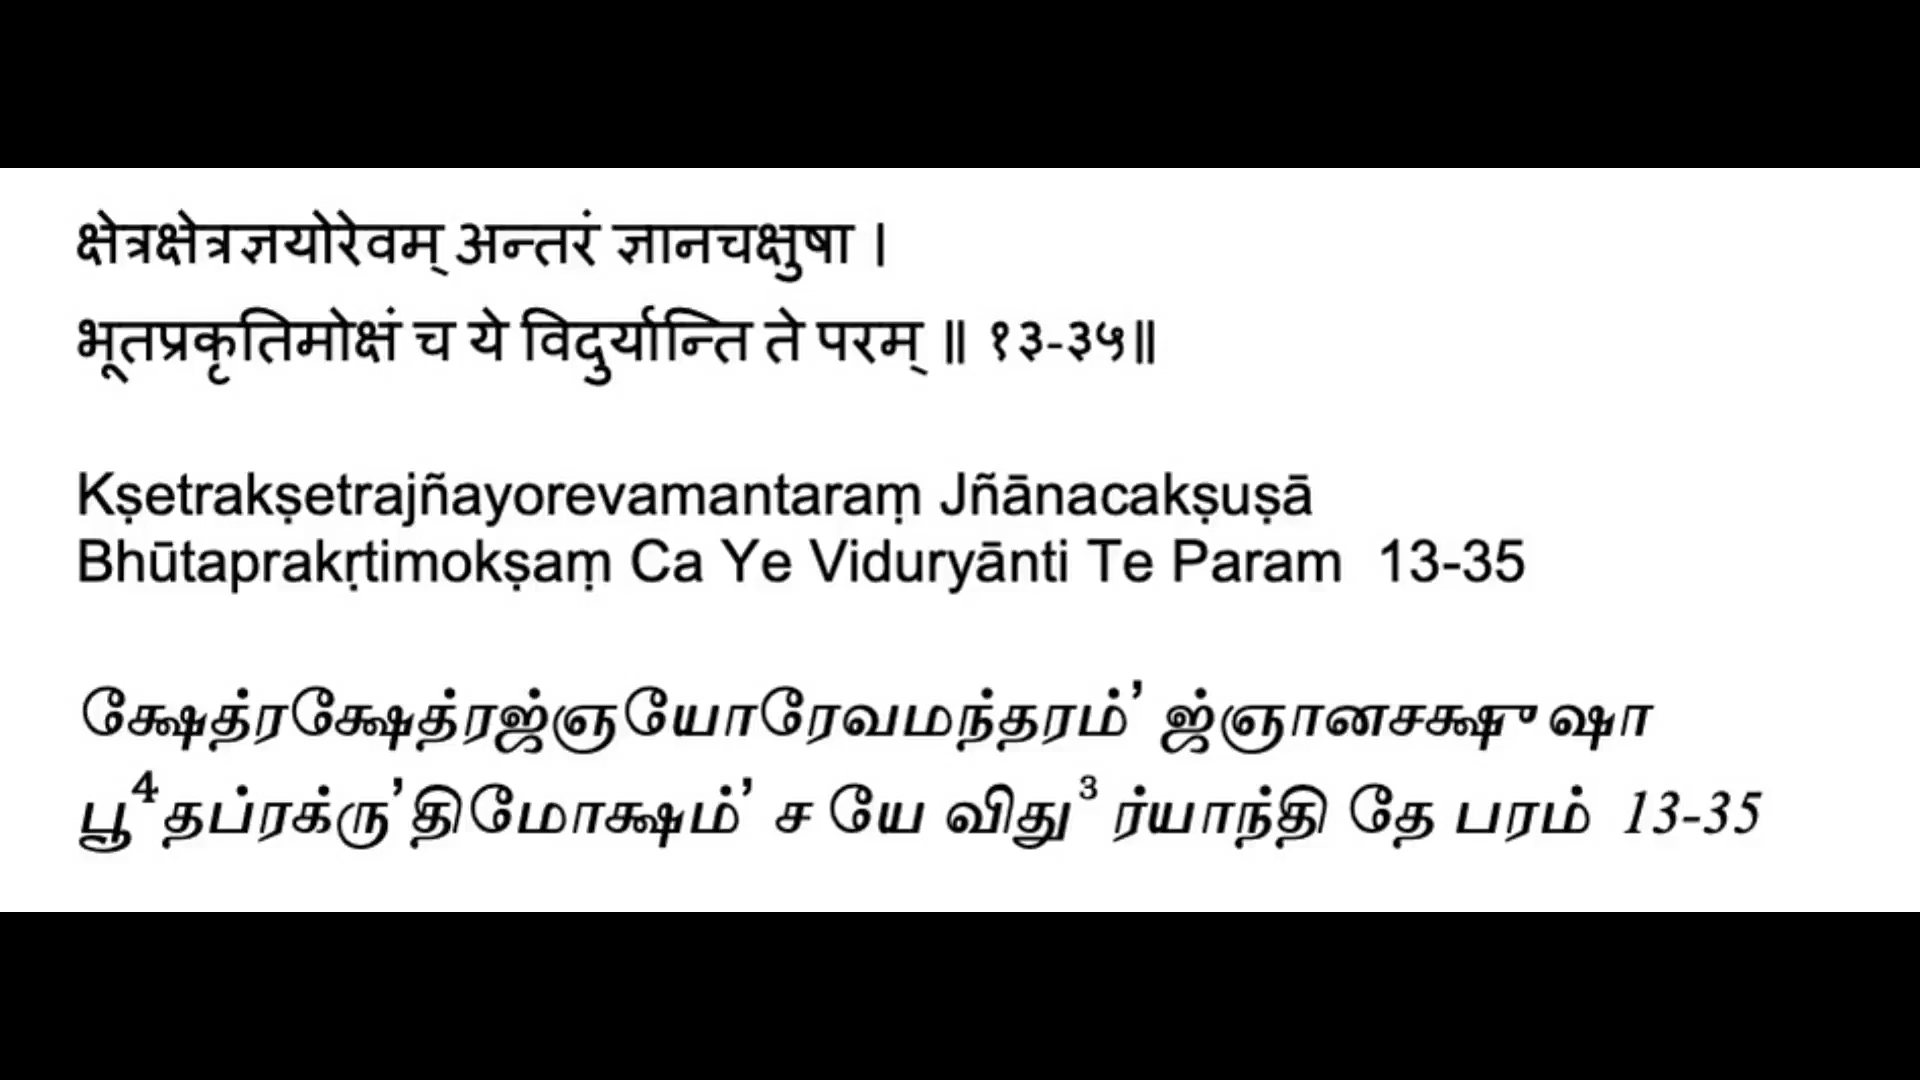 क्षेत्रक्षेत्रज्ञयोरेवम् अन्तरं ज्ञानचक्षुषा ।
भूतप्रकृतिमोक्षं च ये विदुर्यान्ति ते परम् ॥ १३-३५॥
Kṣetrakṣetrajñayorevamantaraṃ Jñānacakṣuṣā
Bhūtaprakṛtimokṣaṃ Ca Ye Viduryānti Te Param 13-35
க்ஷேத்ரக்ஷேத்ரஜ்ஞயோரேவமந்தரம்’ ஜ்ஞானசக்ஷு ஷா
பூ⁴தப்ரக்ரு’திமோக்ஷம்’ ச யே விது³ ர்யாந்தி தே பரம் 13-35